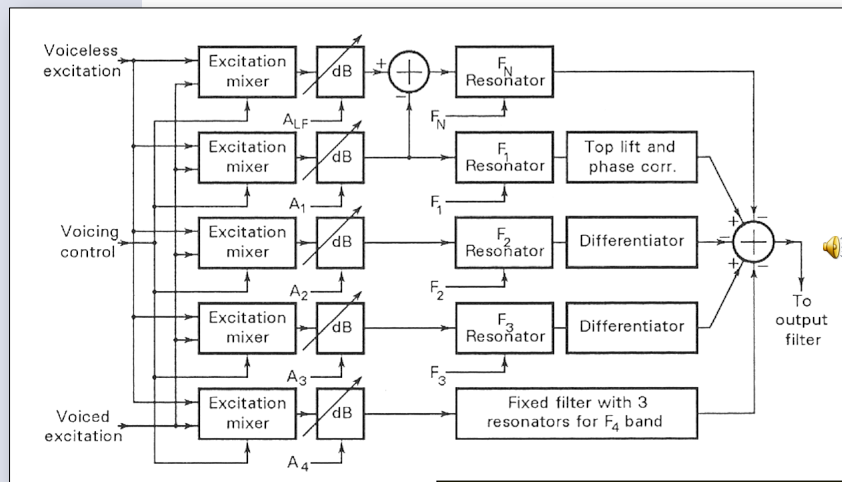 Voiceless
excitation
Excitation
mixer
dB
+
+
−
A_LF
F_N
Resonator
F_N
Excitation
mixer
dB
A_1
F_1
Resonator
F_1
Top lift and
phase corr.
Voicing
control
Excitation
mixer
dB
A_2
F_2
Resonator
F_2
Differentiator
+
−
−
+
+
−
To
output
filter
Excitation
mixer
dB
A_3
F_3
Resonator
F_3
Differentiator
Voiced
excitation
Excitation
mixer
dB
A_4
Fixed filter with 3
resonators for F_4 band